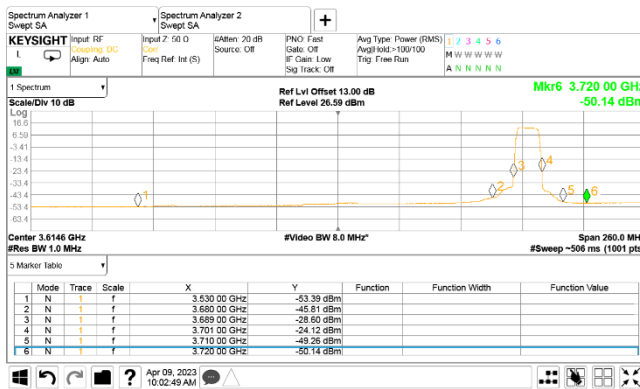 Spectrum Analyzer 1
Swept SA
Spectrum Analyzer 2
Swept SA
+
KEYSIGHT
L
Input: RF
Coupling: DC
Align: Auto
Input Z: 50 Ω
Corr
Freq Ref: Int (S)
#Atten: 20 dB
Source: Off
PNO: Fast
Gate: Off
IF Gain: Low
Sig Track: Off
Avg Type: Power (RMS)
Avg|Hold:>100/100
Trig: Free Run
1 2 3 4 5 6
M W W W W W
A N N N N N
1 Spectrum
Scale/Div 10 dB
Ref Lvl Offset 13.00 dB
Ref Level 26.59 dBm
Mkr6 3.720 00 GHz
-50.14 dBm
Log
16.6
6.59
-3.41
-13.4
-23.4
-33.4
-43.4
-53.4
-63.4
1
2
3
4
5
6
Center 3.6146 GHz
#Res BW 1.0 MHz
#Video BW 8.0 MHz*
Span 260.0 MH
#Sweep ~506 ms (1001 pts
5 Marker Table
Mode Trace Scale X Y Function Function Width Function Value
1 N 1 f 3.530 00 GHz -53.39 dBm
2 N 1 f 3.680 00 GHz -45.81 dBm
3 N 1 f 3.689 00 GHz -28.60 dBm
4 N 1 f 3.701 00 GHz -24.12 dBm
5 N 1 f 3.710 00 GHz -49.26 dBm
6 N 1 f 3.720 00 GHz -50.14 dBm
?
Apr 09, 2023
10:02:49 AM